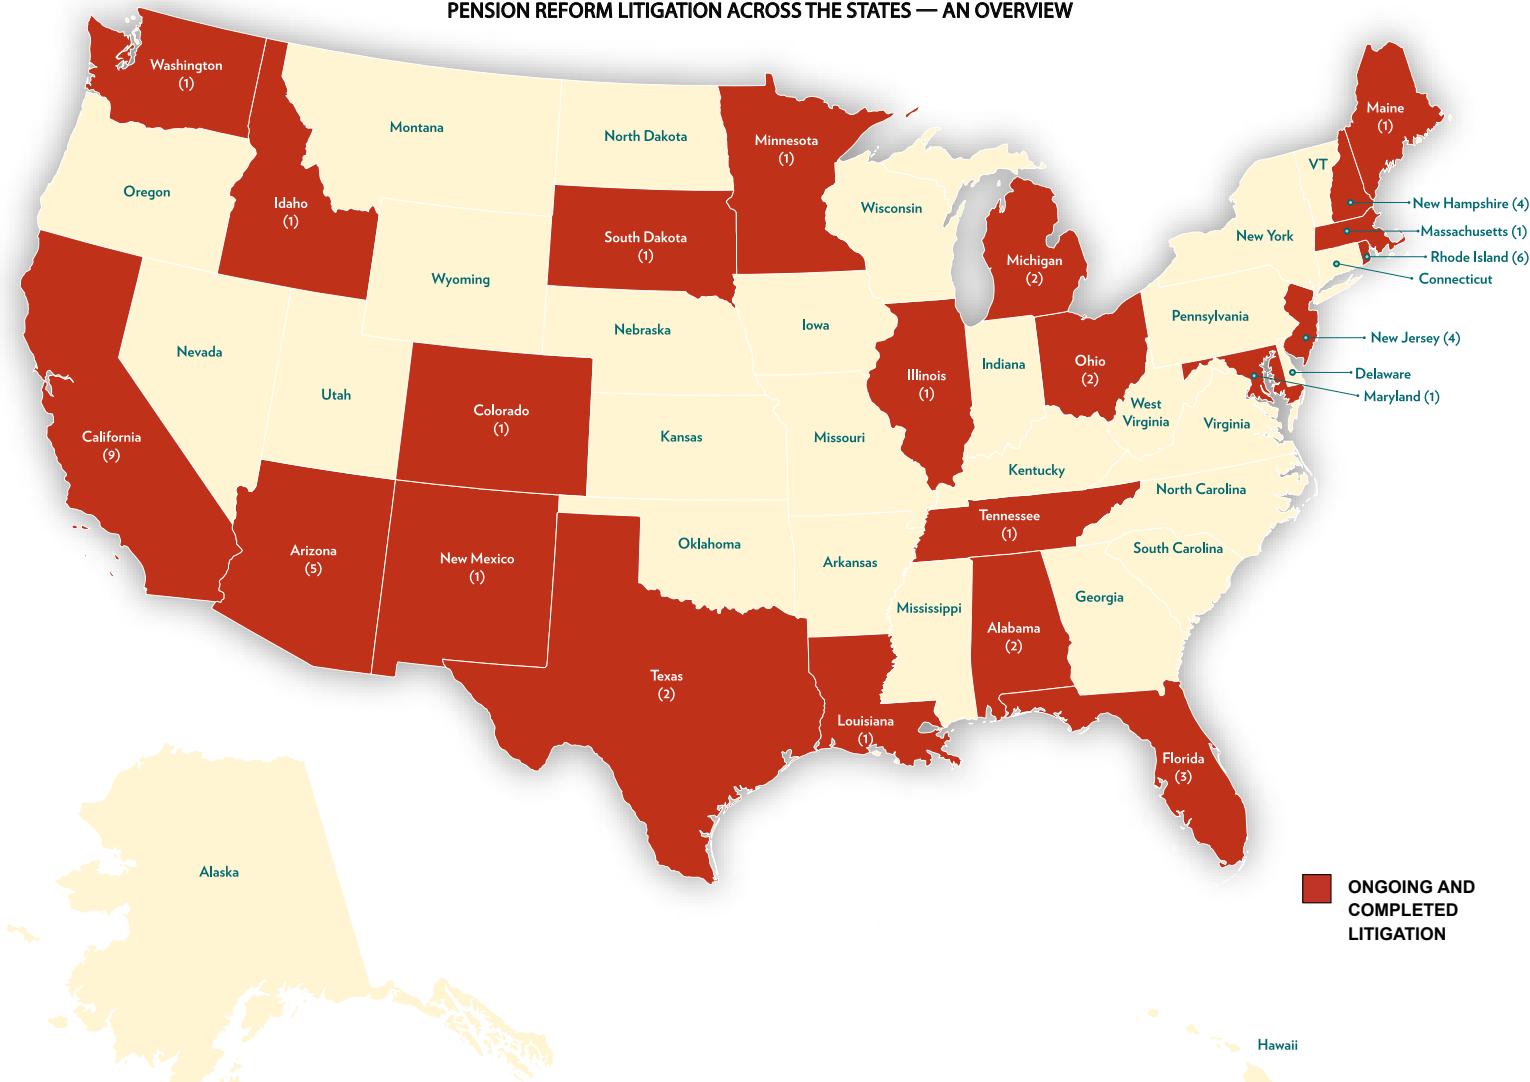 PENSION REFORM LITIGATION ACROSS THE STATES — AN OVERVIEW
Washington
(1)
Montana
North Dakota
Minnesota
(1)
Maine
(1)
Oregon
Idaho
(1)
VT
Wisconsin
New Hampshire (4)
South Dakota
(1)
New York
Massachusetts (1)
Michigan
(2)
Rhode Island (6)
Connecticut
Wyoming
Nebraska
Iowa
Pennsylvania
New Jersey (4)
Nevada
Utah
Illinois
(1)
Indiana
Ohio
(2)
Delaware
Maryland (1)
Colorado
(1)
West
Virginia
Virginia
California
(9)
Kansas
Missouri
Kentucky
North Carolina
Tennessee
(1)
Arizona
(5)
New Mexico
(1)
Oklahoma
Arkansas
South Carolina
Mississippi
Georgia
Alabama
(2)
Texas
(2)
Louisiana
(1)
Florida
(3)
Alaska
ONGOING AND
COMPLETED
LITIGATION
Hawaii